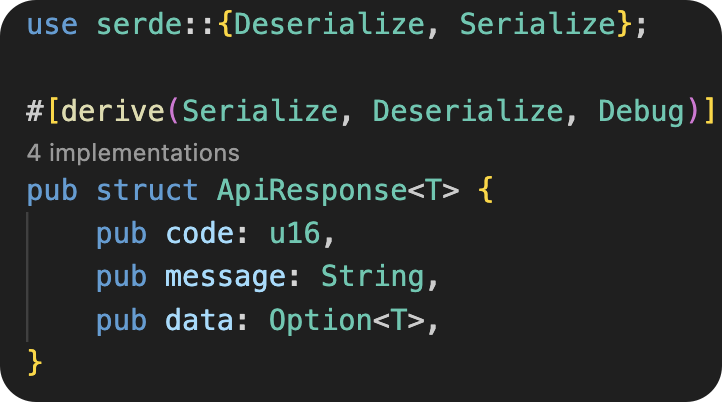 use serde::{Deserialize, Serialize};
#[derive(Serialize, Deserialize, Debug)]
4 implementations
pub struct ApiResponse<T> {
pub code: u16,
pub message: String,
pub data: Option<T>,
}